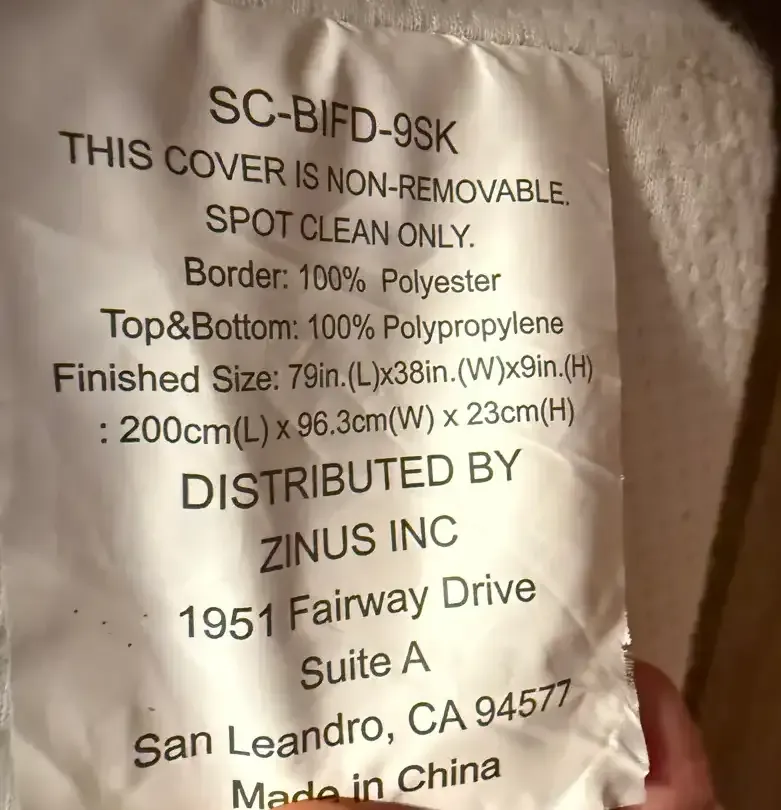 SC-BIFD-9SK
THIS COVER IS NON-REMOVABLE.
SPOT CLEAN ONLY.
Border: 100% Polyester
Top&Bottom: 100% Polypropylene
Finished Size: 79in.(L)x38in.(W)x9in.(H)
: 200cm(L) x 96.3cm(W) x 23cm(H)
DISTRIBUTED BY
ZINUS INC
1951 Fairway Drive
Suite A
San Leandro, CA 94577
Made in China